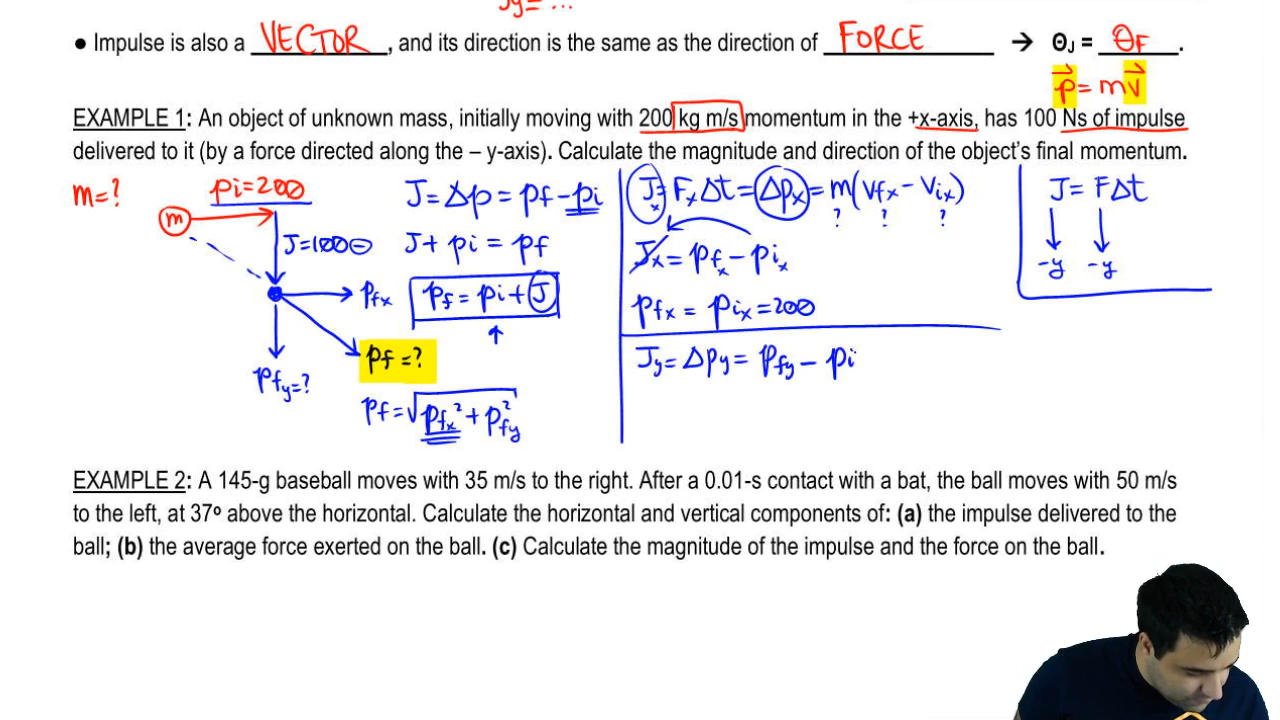 Jy= ...
● Impulse is also a VECTOR, and its direction is the same as the direction of FORCE → θJ = θF.
p = mv
EXAMPLE 1: An object of unknown mass, initially moving with 200 kg m/s momentum in the +x-axis, has 100 Ns of impulse
delivered to it (by a force directed along the – y-axis). Calculate the magnitude and direction of the object's final momentum.
m=?
pi=200
m
J=100
Pfx
Pf =?
Pfy=?
J=Δp = pf-pi
J+ pi = pf
Pf = pi+J
Pf=√Pfx²+Pfy²
Jx=FxΔt=Δpx=m(Vfx-Vix)
? ? ?
Jx=pfx-pix
pfx = pix=200
Jy=Δpy= Pfy- pi
J= FΔt
-y -y
EXAMPLE 2: A 145-g baseball moves with 35 m/s to the right. After a 0.01-s contact with a bat, the ball moves with 50 m/s
to the left, at 37º above the horizontal. Calculate the horizontal and vertical components of: (a) the impulse delivered to the
ball; (b) the average force exerted on the ball. (c) Calculate the magnitude of the impulse and the force on the ball.